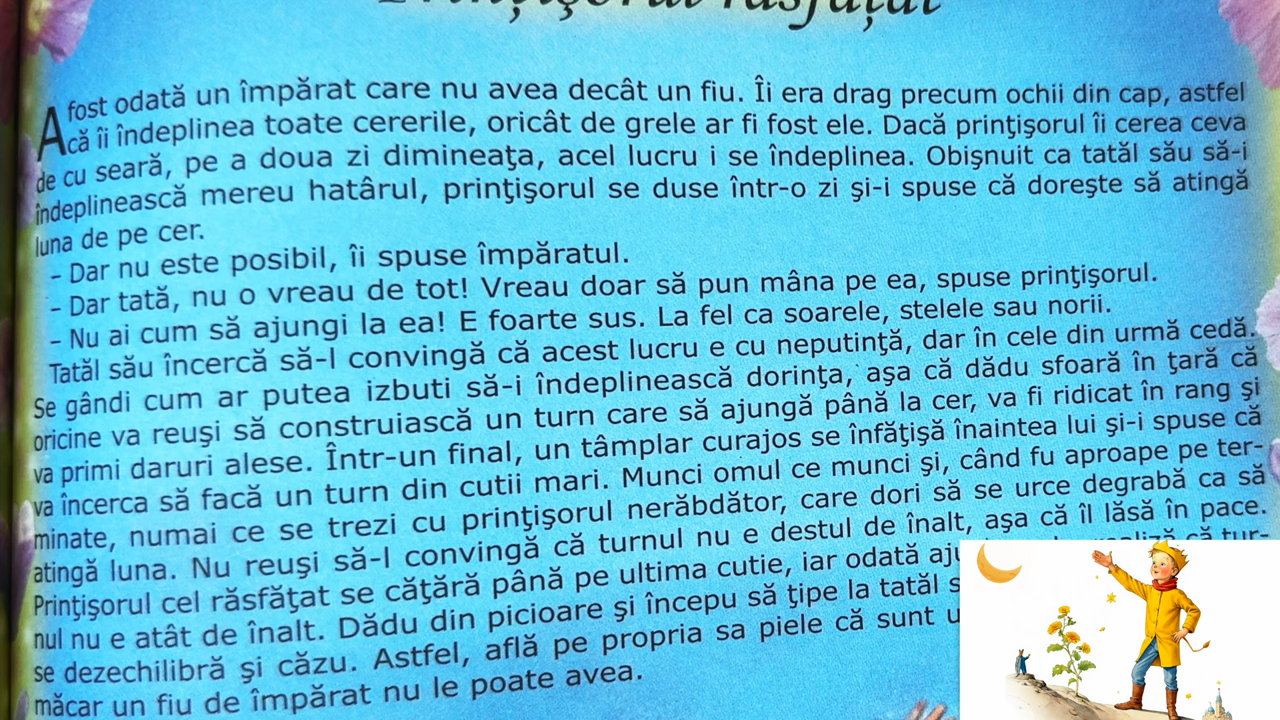 Prinţişorul răsfăţat
A fost odată un împărat care nu avea decât un fiu. Îi era drag precum ochii din cap, astfel
că îi îndeplinea toate cererile, oricât de grele ar fi fost ele. Dacă prinţişorul îi cerea ceva
de cu seară, pe a doua zi dimineaţa, acel lucru i se îndeplinea. Obişnuit ca tatăl său să-i
îndeplinească mereu hatârul, prinţişorul se duse într-o zi şi-i spuse că doreşte să atingă
luna de pe cer.
– Dar nu este posibil, îi spuse împăratul.
– Dar tată, nu o vreau de tot! Vreau doar să pun mâna pe ea, spuse prinţişorul.
– Nu ai cum să ajungi la ea! E foarte sus. La fel ca soarele, stelele sau norii.
Tatăl său încercă să-l convingă că acest lucru e cu neputinţă, dar în cele din urmă cedă.
Se gândi cum ar putea izbuti să-i îndeplinească dorinţa, aşa că dădu sfoară în ţară că
oricine va reuşi să construiască un turn care să ajungă până la cer, va fi ridicat în rang şi
va primi daruri alese. Într-un final, un tâmplar curajos se înfăţişă înaintea lui şi-i spuse că
va încerca să facă un turn din cutii mari. Munci omul ce munci şi, când fu aproape pe ter-
minate, numai ce se trezi cu prinţişorul nerăbdător, care dori să se urce degrabă ca să
atingă luna. Nu reuşi să-l convingă că turnul nu e destul de înalt, aşa că îl lăsă în pace.
Prinţişorul cel răsfăţat se căţără până pe ultima cutie, iar odată că tur-
nul nu e atât de înalt. Dădu din picioare şi începu să ţipe la tatăl
se dezechilibră şi căzu. Astfel, află pe propria sa piele că sunt
măcar un fiu de împărat nu le poate avea.